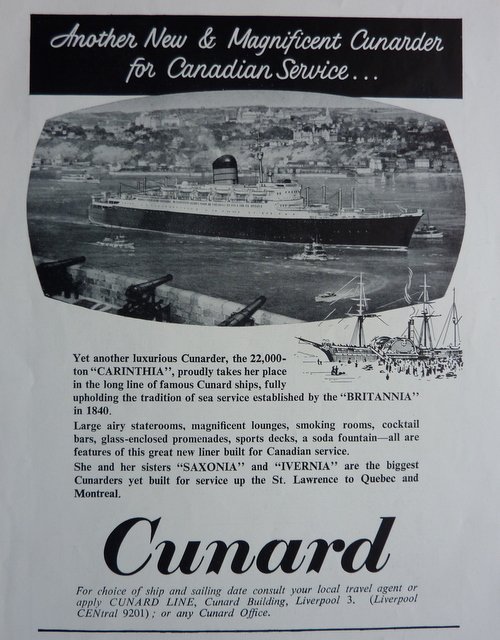 Another New & Magnificent Cunarder
for Canadian Service...
Yet another luxurious Cunarder, the 22,000-
ton "CARINTHIA", proudly takes her place
in the long line of famous Cunard ships, fully
upholding the tradition of sea service established by the "BRITANNIA"
in 1840.
Large airy staterooms, magnificent lounges, smoking rooms, cocktail
bars, glass-enclosed promenades, sports decks, a soda fountain—all are
features of this great new liner built for Canadian service.
She and her sisters "SAXONIA" and "IVERNIA" are the biggest
Cunarders yet built for service up the St. Lawrence to Quebec and
Montreal.
Cunard
For choice of ship and sailing date consult your local travel agent or
apply CUNARD LINE, Cunard Building, Liverpool 3. (Liverpool
CENtral 9201) ; or any Cunard Office.